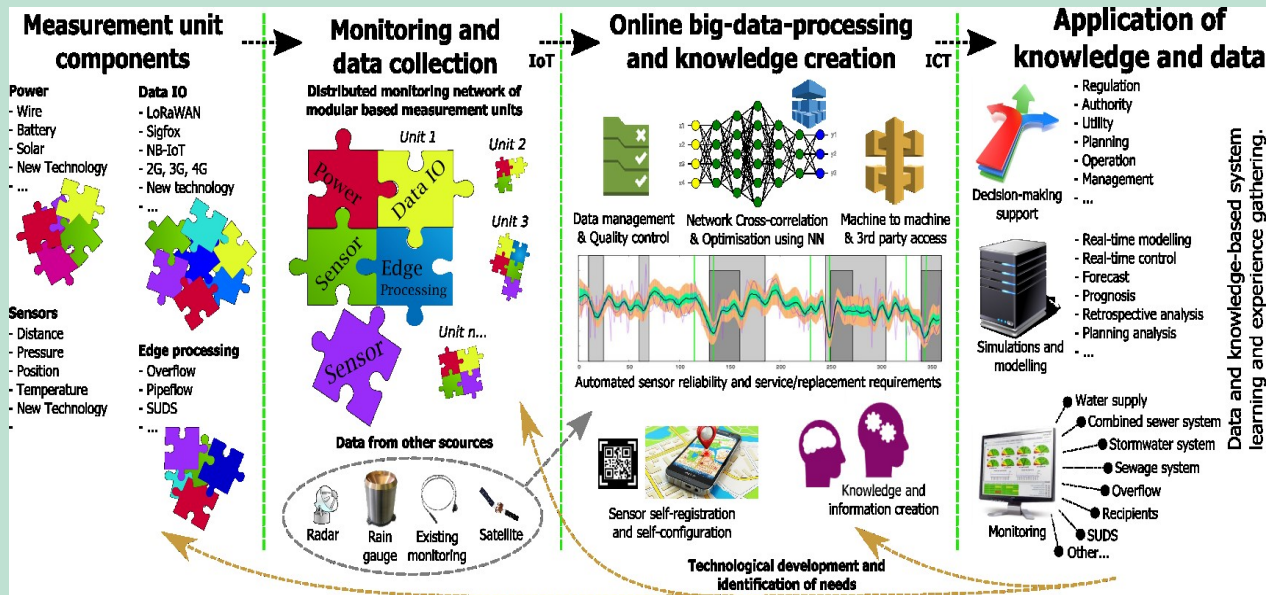 Measurement unit
components
Power
- Wire
- Battery
- Solar
- New Technology
- ...
Data IO
- LoRaWAN
- Sigfox
- NB-IoT
- 2G, 3G, 4G
- New technology
- ...
Sensors
- Distance
- Pressure
- Position
- Temperature
- New Technology
-
Edge processing
- Overflow
- Pipeflow
- SUDS
- ...
Monitoring and
data collection
IoT
Distributed monitoring network of
modular based measurement units
Unit 1
Power
Data IO
Sensor
Edge
Processing
Sensor
Unit 2
Unit 3
Unit n...
Data from other scources
Radar
Rain
gauge
Existing
monitoring
Satellite
Online big-data-processing
and knowledge creation
ICT
Data management
& Quality control
Network Cross-correlation
& Optimisation using NN
Machine to machine
& 3rd party access
0
50
100
150
200
250
300
350
Automated sensor reliability and service/replacement requirements
Sensor self-registration
and self-configuration
Knowledge and
information creation
Technological development and
identification of needs
Application of
knowledge and data
- Regulation
- Authority
- Utility
- Planning
- Operation
- Management
- ...
Decision-making
support
- Real-time modelling
- Real-time control
- Forecast
- Prognosis
- Retrospective analysis
- Planning analysis
- ...
Simulations and
modelling
Water supply
Combined sewer system
Stormwater system
Sewage system
Overflow
Recipients
SUDS
Other...
Monitoring
Data and knowledge-based system
learning and experience gathering.